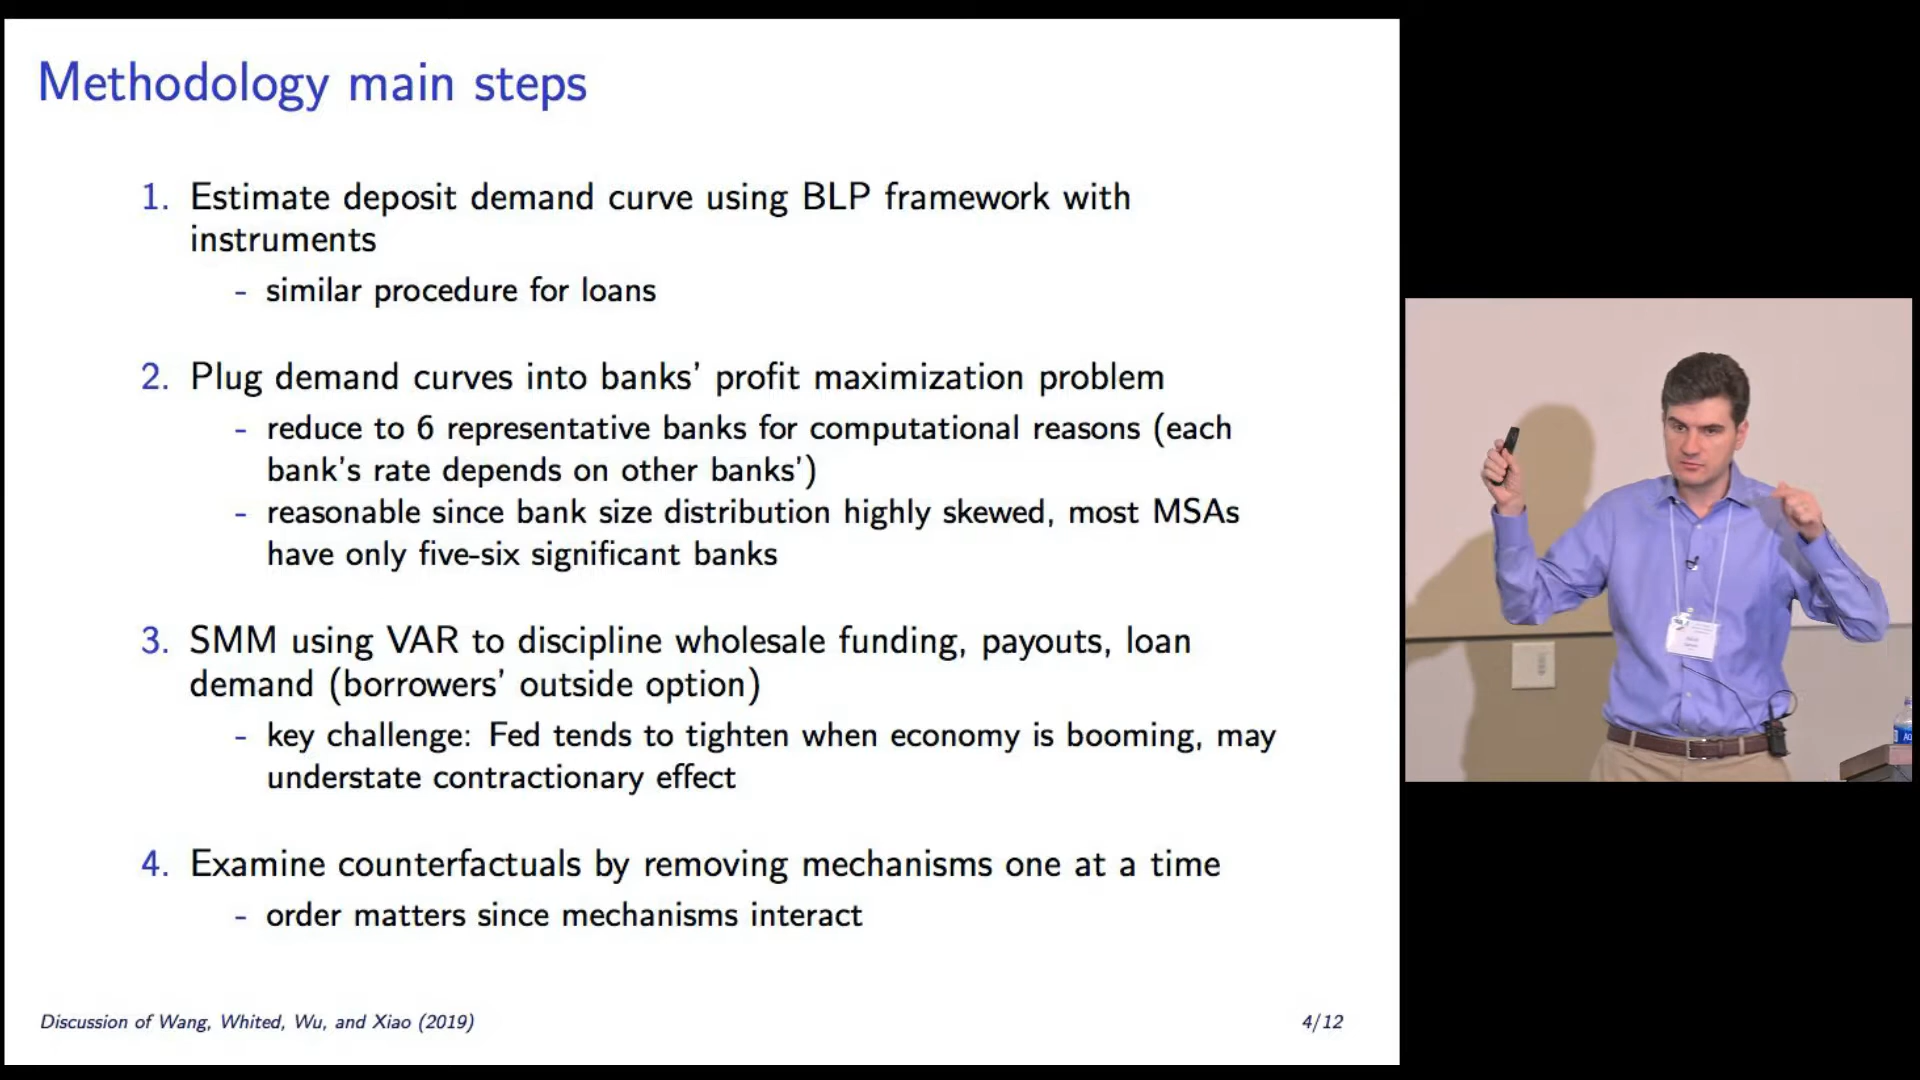 Methodology main steps
1. Estimate deposit demand curve using BLP framework with
instruments
- similar procedure for loans
2. Plug demand curves into banks' profit maximization problem
- reduce to 6 representative banks for computational reasons (each
bank's rate depends on other banks')
- reasonable since bank size distribution highly skewed, most MSAs
have only five-six significant banks
3. SMM using VAR to discipline wholesale funding, payouts, loan
demand (borrowers' outside option)
- key challenge: Fed tends to tighten when economy is booming, may
understate contractionary effect
4. Examine counterfactuals by removing mechanisms one at a time
- order matters since mechanisms interact
Discussion of Wang, Whited, Wu, and Xiao (2019)
4/12